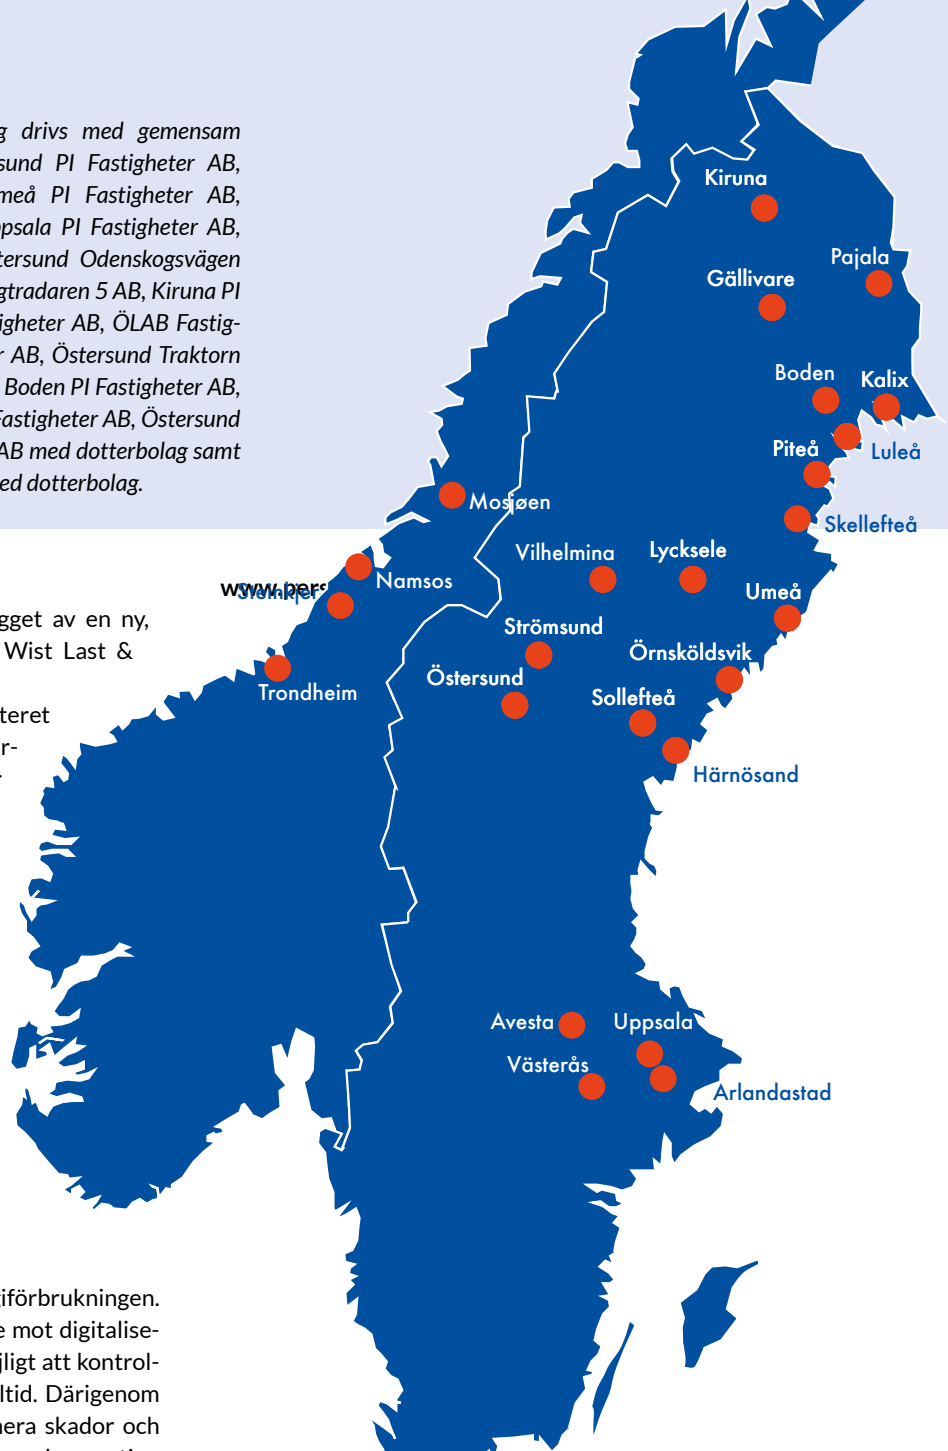 drivs med gemensam
sund PI Fastigheter AB,
meå PI Fastigheter AB,
psala PI Fastigheter AB,
tersund Odenskogsvägen
gtradaren 5 AB, Kiruna PI
igheter AB, ÖLAB Fastig-
r AB, Östersund Traktorn
Boden PI Fastigheter AB,
Fastigheter AB, Östersund
AB med dotterbolag samt
ed dotterbolag.
www.pers
gget av en ny,
Wist Last &
teret
r-
iförbrukningen.
e mot digitalise-
jligt att kontrol-
ltid. Därigenom
nera skador och
Kiruna
Pajala
Gällivare
Boden
Kalix
Luleå
Piteå
Skellefteå
Mosjøen
Vilhelmina
Lycksele
Namsos
Steinkjer
Umeå
Strömsund
Örnsköldsvik
Östersund
Trondheim
Sollefteå
Härnösand
Avesta
Uppsala
Västerås
Arlandastad